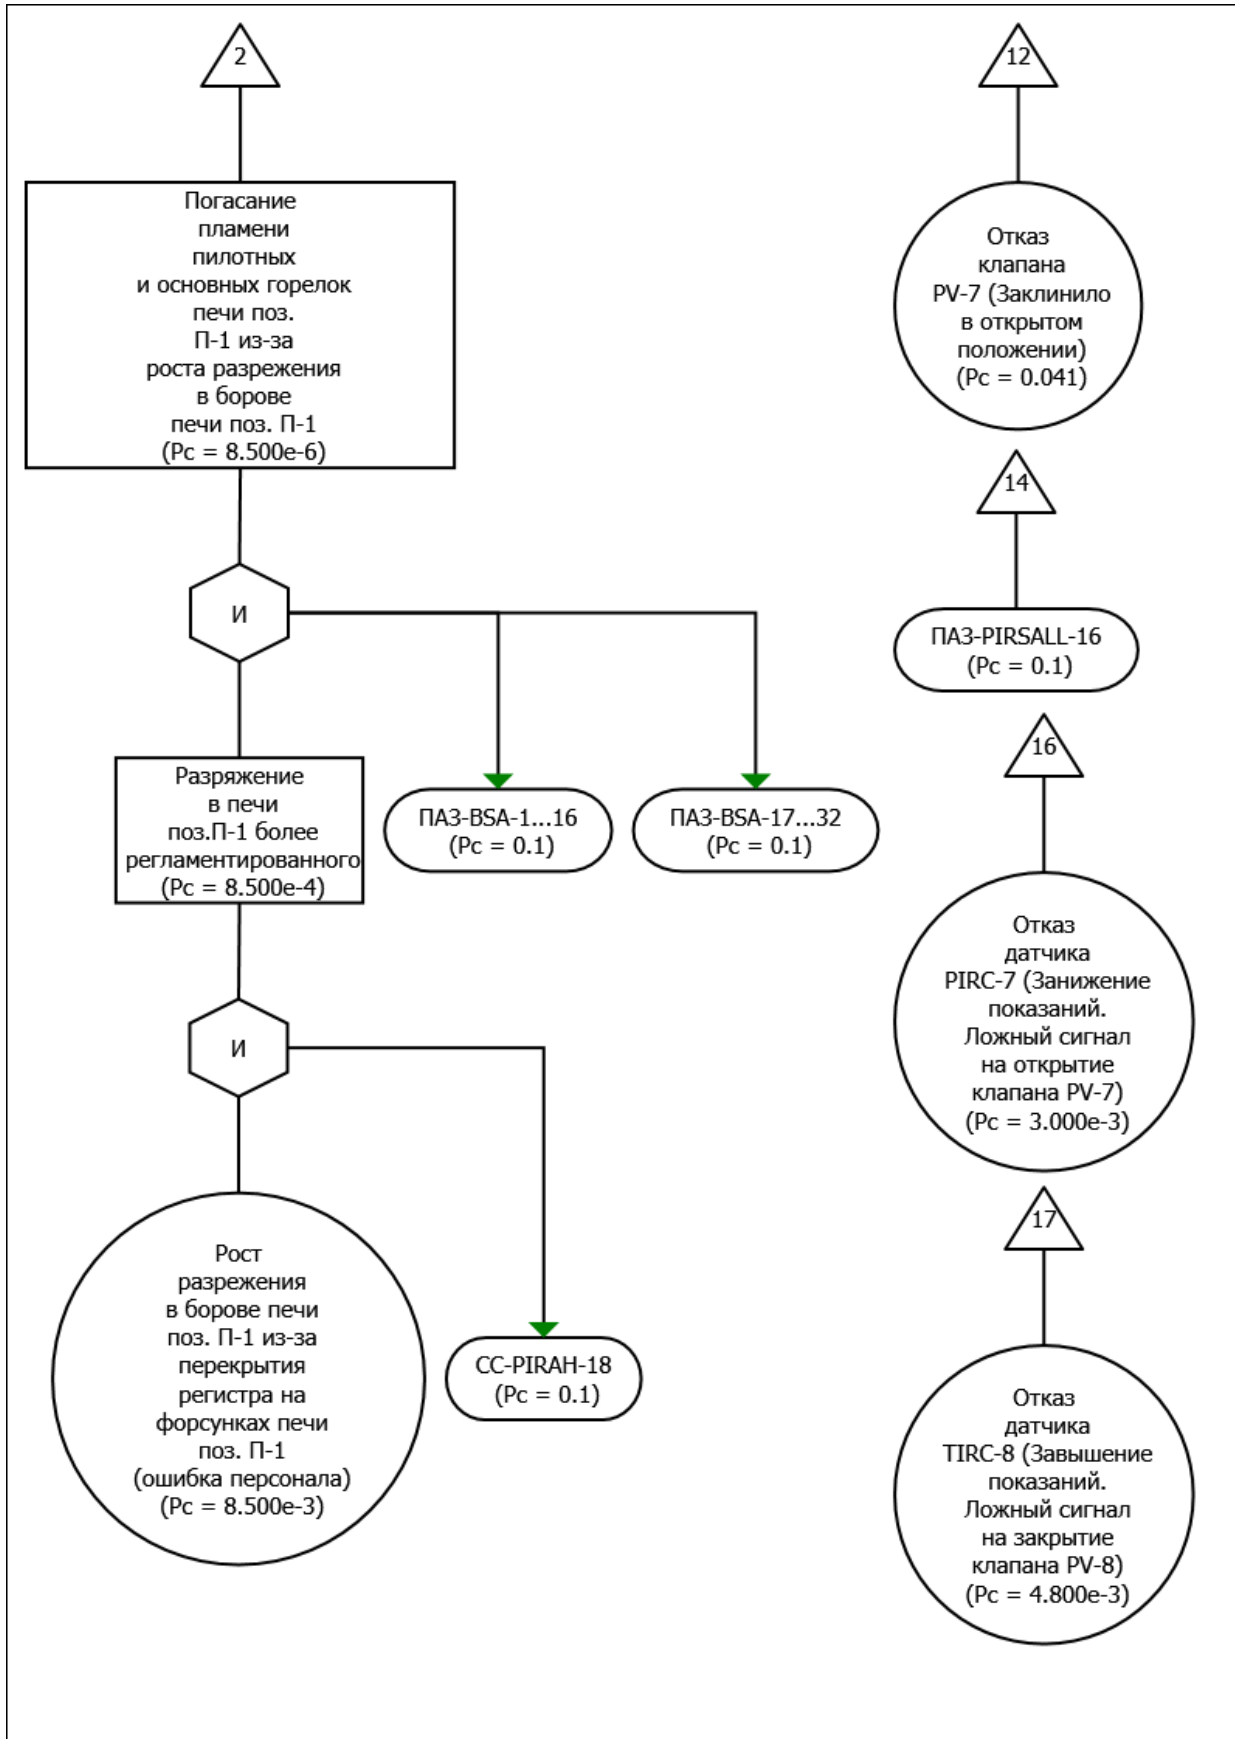 2
Погасание
пламени
пилотных
и основных горелок
печи поз.
П-1 из-за
роста разрежения
в борове
печи поз. П-1
(Pc = 8.500e-6)
И
Разряжение
в печи
поз.П-1 более
регламентированного
(Pc = 8.500e-4)
ПАЗ-BSA-1...16
(Pc = 0.1)
ПАЗ-BSA-17...32
(Pc = 0.1)
И
Рост
разрежения
в борове печи
поз. П-1 из-за
перекрытия
регистра на
форсунках печи
поз. П-1
(ошибка персонала)
(Pc = 8.500e-3)
СС-PIRAH-18
(Pc = 0.1)
12
Отказ
клапана
PV-7 (Заклинило
в открытом
положении)
(Pc = 0.041)
14
ПАЗ-PIRSALL-16
(Pc = 0.1)
16
Отказ
датчика
PIRC-7 (Занижение
показаний.
Ложный сигнал
на открытие
клапана PV-7)
(Pc = 3.000e-3)
17
Отказ
датчика
TIRC-8 (Завышение
показаний.
Ложный сигнал
на закрытие
клапана PV-8)
(Pc = 4.800e-3)